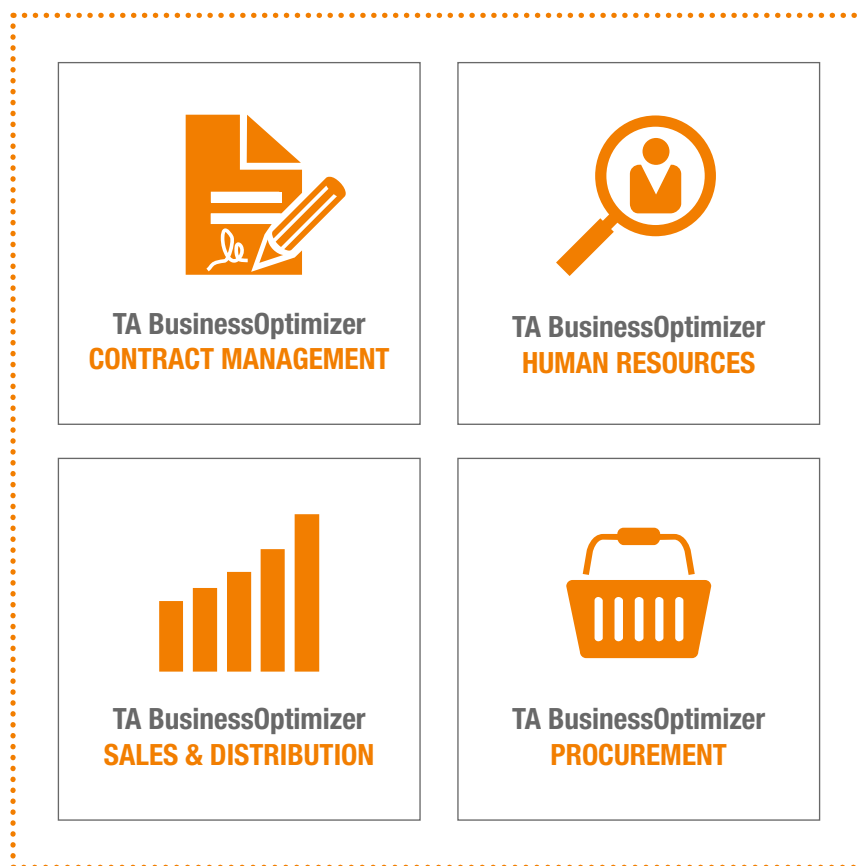 TA BusinessOptimizer
CONTRACT MANAGEMENT
TA BusinessOptimizer
HUMAN RESOURCES
TA BusinessOptimizer
SALES & DISTRIBUTION
TA BusinessOptimizer
PROCUREMENT